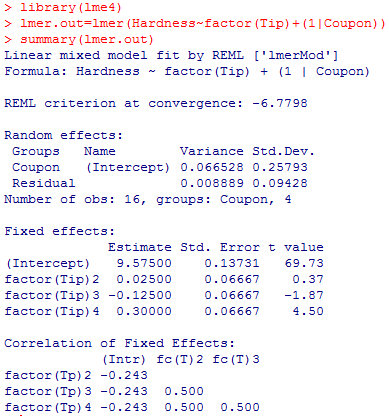 > library(lme4)
> lmer.out=lmer(Hardness~factor(Tip)+(1|Coupon))
> summary(lmer.out)
Linear mixed model fit by REML ['lmerMod']
Formula: Hardness ~ factor(Tip) + (1 | Coupon)

REML criterion at convergence: -6.7798

Random effects:
 Groups   Name        Variance Std.Dev.
 Coupon   (Intercept) 0.066528 0.25793
 Residual             0.008889 0.09428
Number of obs: 16, groups: Coupon, 4

Fixed effects:
             Estimate Std. Error t value
(Intercept)   9.57500    0.13731   69.73
factor(Tip)2  0.02500    0.06667    0.37
factor(Tip)3 -0.12500    0.06667   -1.87
factor(Tip)4  0.30000    0.06667    4.50

Correlation of Fixed Effects:
            (Intr) fc(T)2 fc(T)3
factor(Tp)2 -0.243
factor(Tp)3 -0.243  0.500
factor(Tp)4 -0.243  0.500  0.500